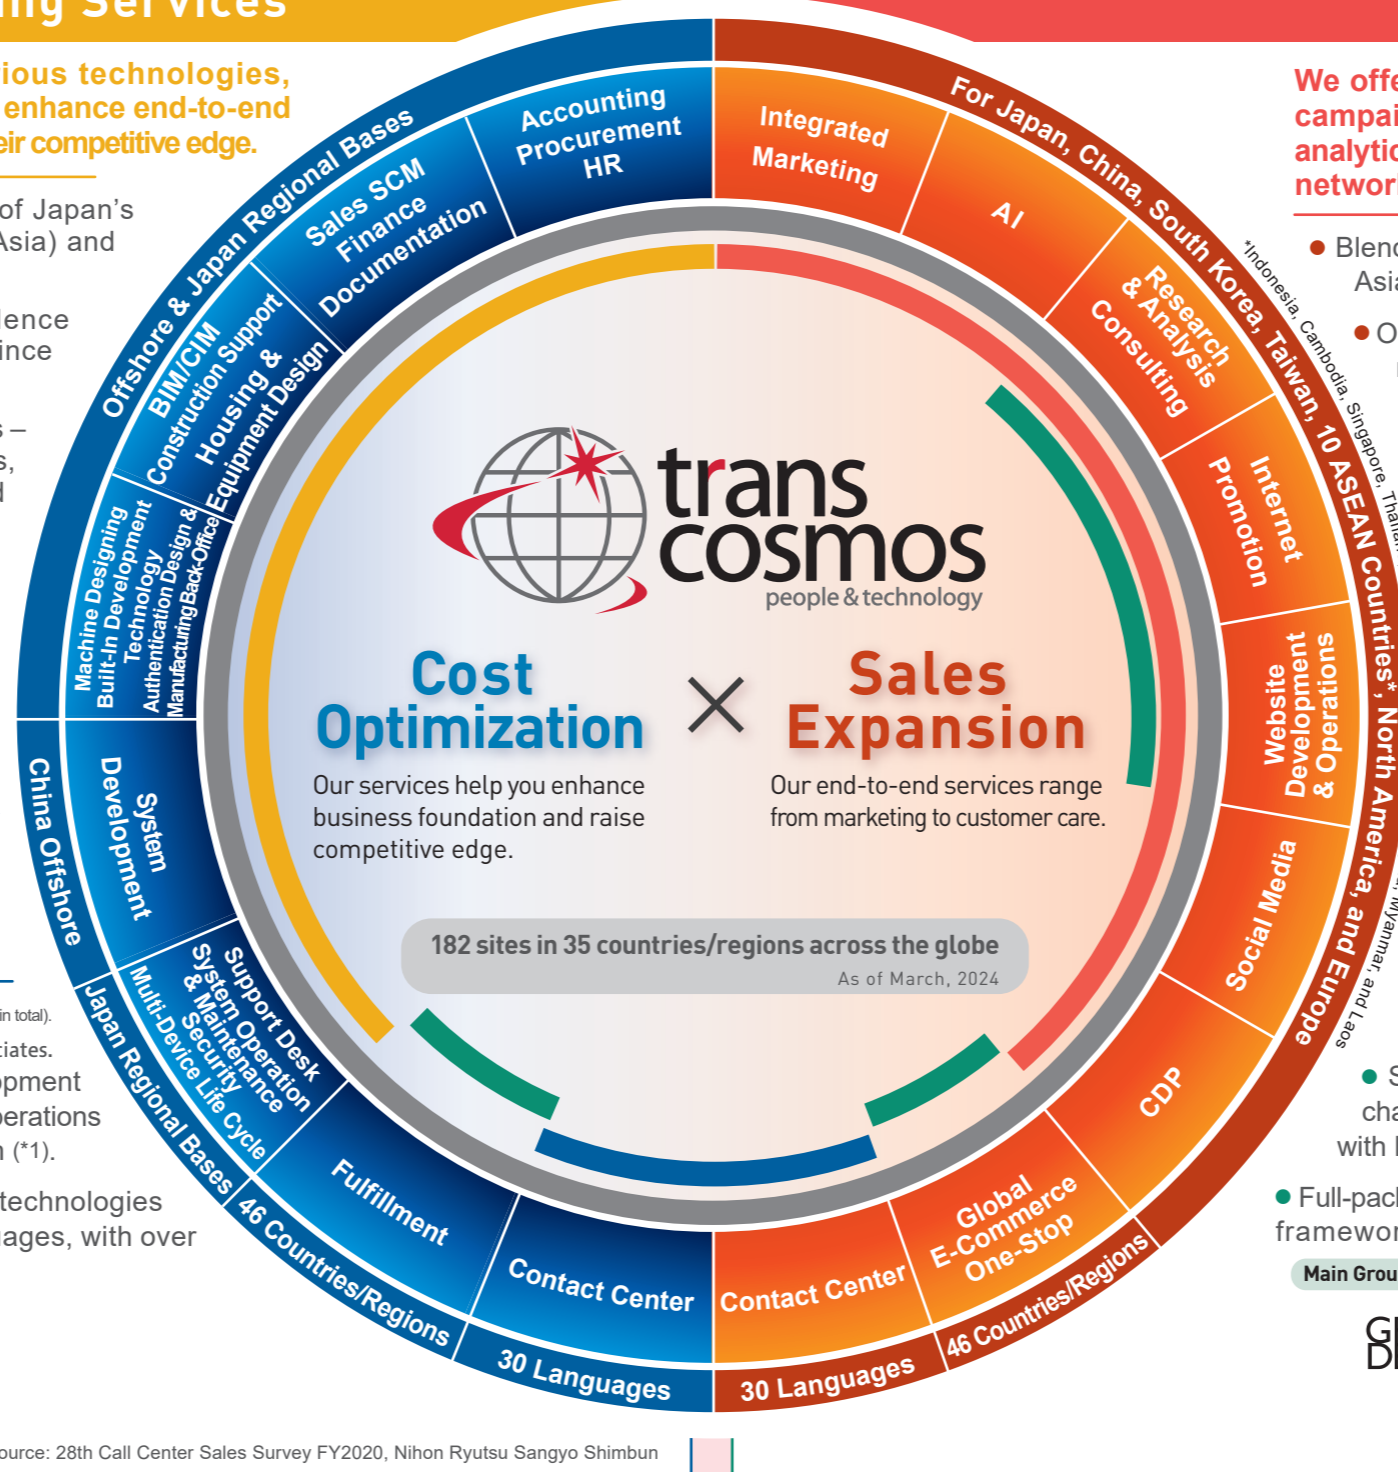 ing Services
ious technologies,
enhance end-to-end
eir competitive edge.
of Japan's
Asia) and
lence
ince
s –
s,
d
in total).
tiates.
opment
perations
n (*1).
technologies
ages, with over
We offe
campai
analytic
network
Blend
Asia
O
Offshore & Japan Regional Bases
Accounting
Procurement
HR
Sales SCM
Finance
Documentation
BIM/CIM
Construction Support
Housing &
Equipment Design
Machine Designing
Built-In Development
Technology
Authentication Design &
Manufacturing Back-Office
China Offshore
System
Development
Japan Regional Bases
Support Desk
System Operation
& Maintenance
Security
Multi-Device Life Cycle
46 Countries/Regions
Fulfillment
30 Languages
Contact Center
For Japan, China, South Korea, Taiwan, 10 ASEAN Countries*, North America, and Europe
*Indonesia, Cambodia, Singapore, Thailan
, Myanmar, and Laos
Integrated
Marketing
AI
Research
& Analysis
Consulting
Internet
Promotion
Website
Development
& Operations
Social Media
CDP
Global
E-Commerce
One-Stop
46 Countries/Regions
Contact Center
30 Languages
trans
cosmos
people & technology
Cost
Optimization
×
Sales
Expansion
Our services help you enhance
business foundation and raise
competitive edge.
Our end-to-end services range
from marketing to customer care.
182 sites in 35 countries/regions across the globe
As of March, 2024
S
cha
with
Full-pack
framewor
Main Grou
ource: 28th Call Center Sales Survey FY2020, Nihon Ryutsu Sangyo Shimbun